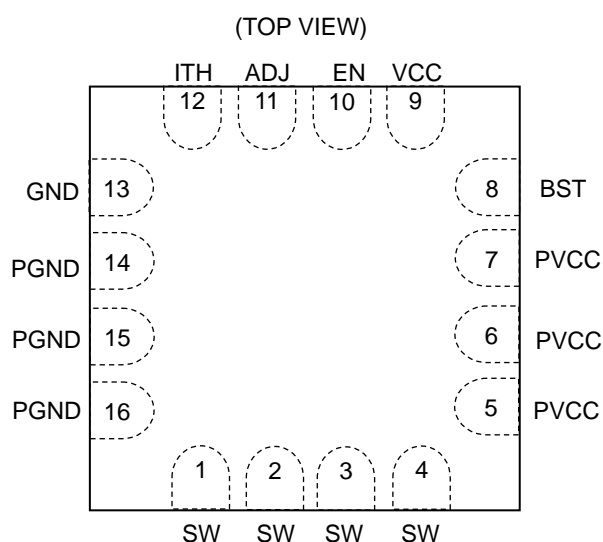 (TOP VIEW)
ITH ADJ EN VCC
12 11 10 9
GND 13 8 BST
PGND 14 7 PVCC
PGND 15 6 PVCC
PGND 16 5 PVCC
1 2 3 4
SW SW SW SW